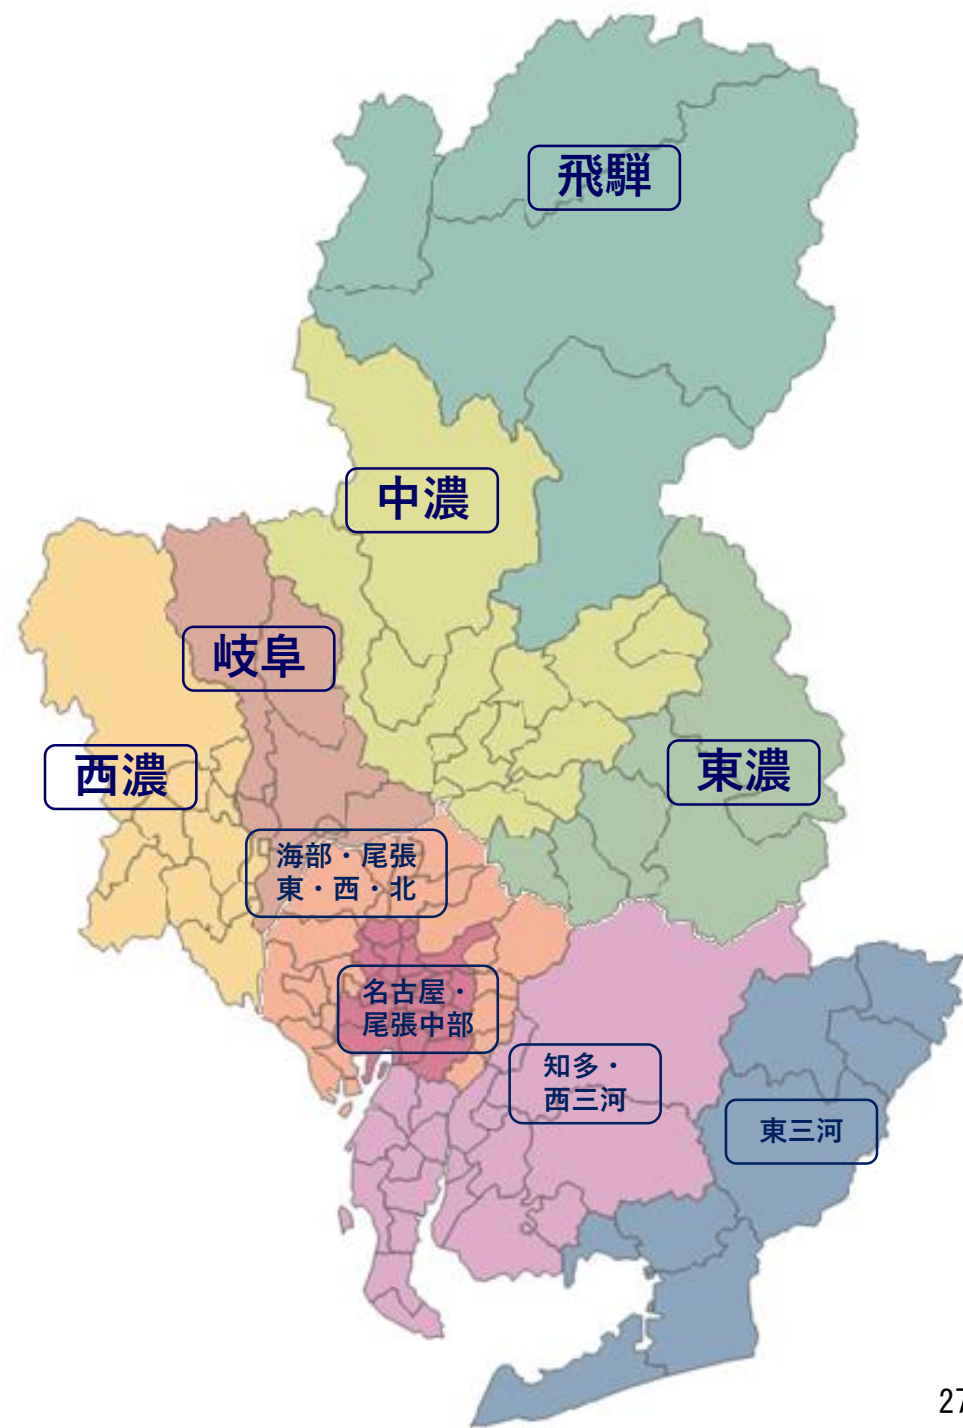 飛騨
中濃
岐阜
西濃
東濃
海部・尾張
東・西・北
名古屋・
尾張中部
知多・
西三河
東三河
27